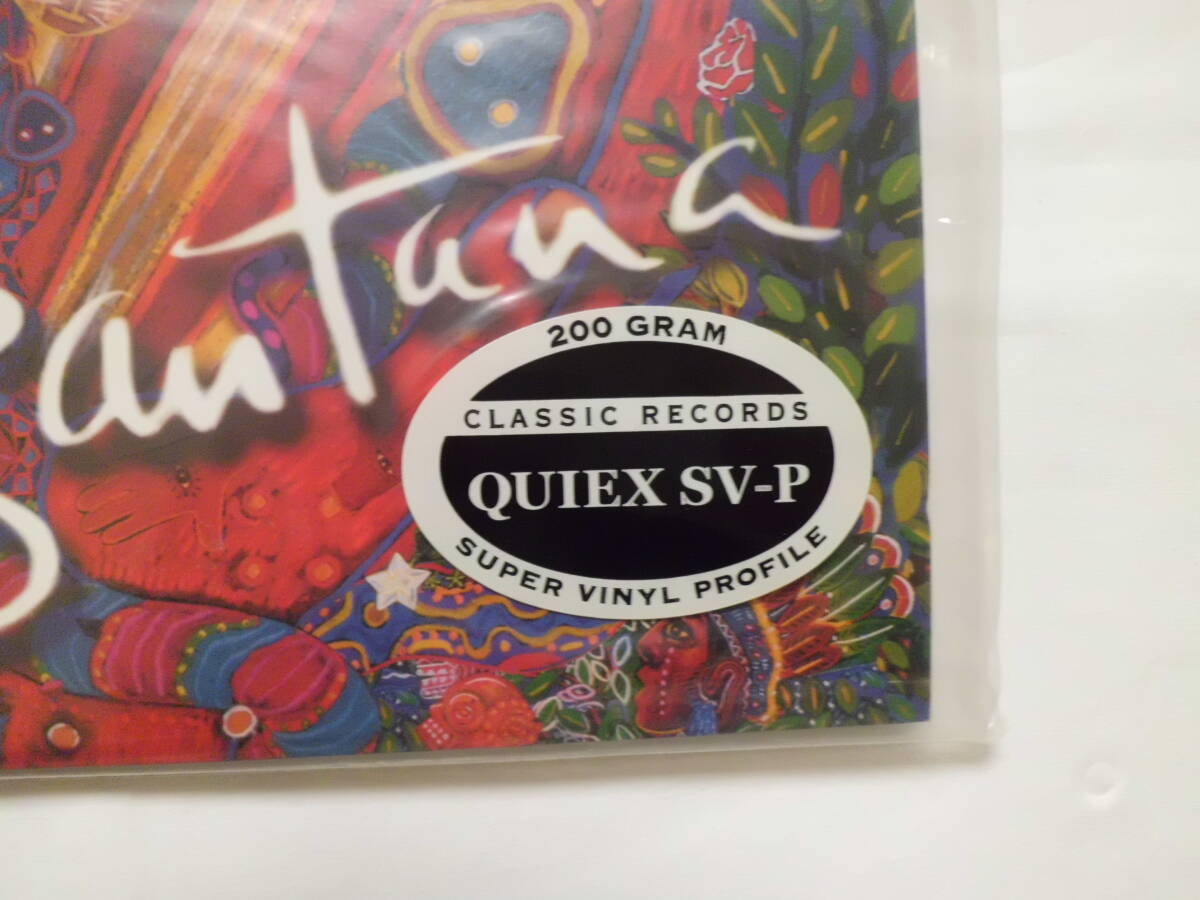 Santana
200 GRAM
CLASSIC RECORDS
QUIEX SV-P
SUPER VINYL PROFILE